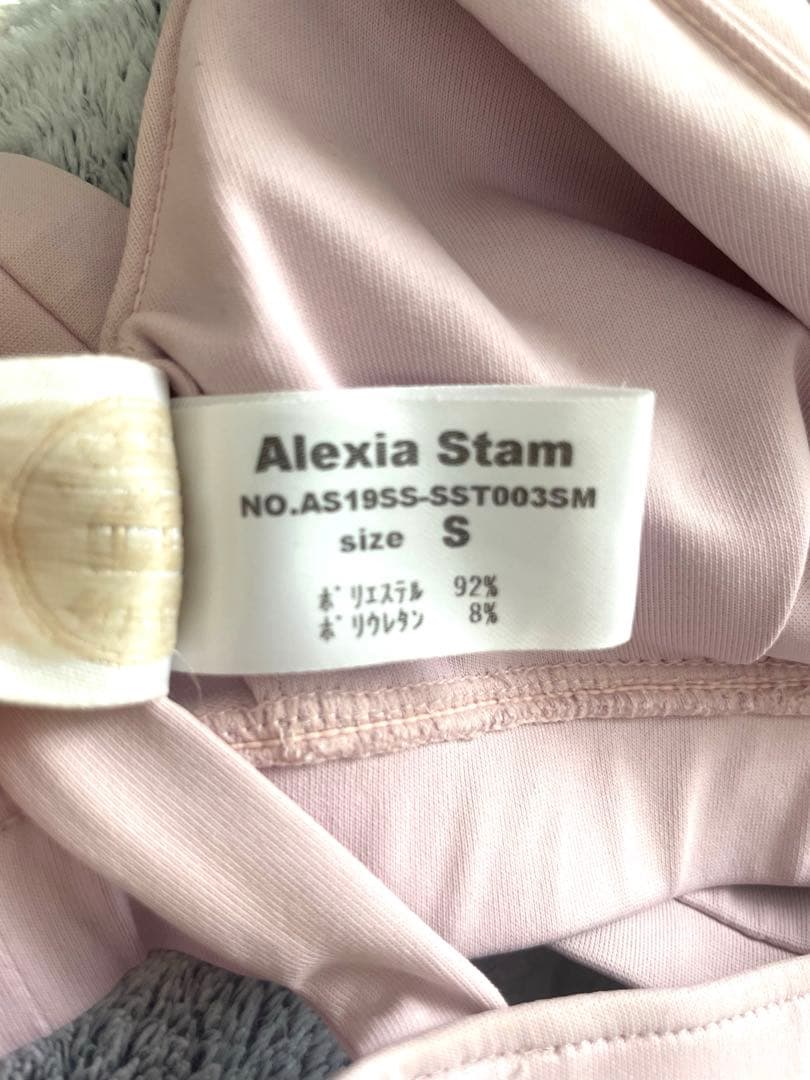 Alexia Stam
NO.AS19SS-SST003SM
size S
ポリエステル 92%
ポリウレタン 8%